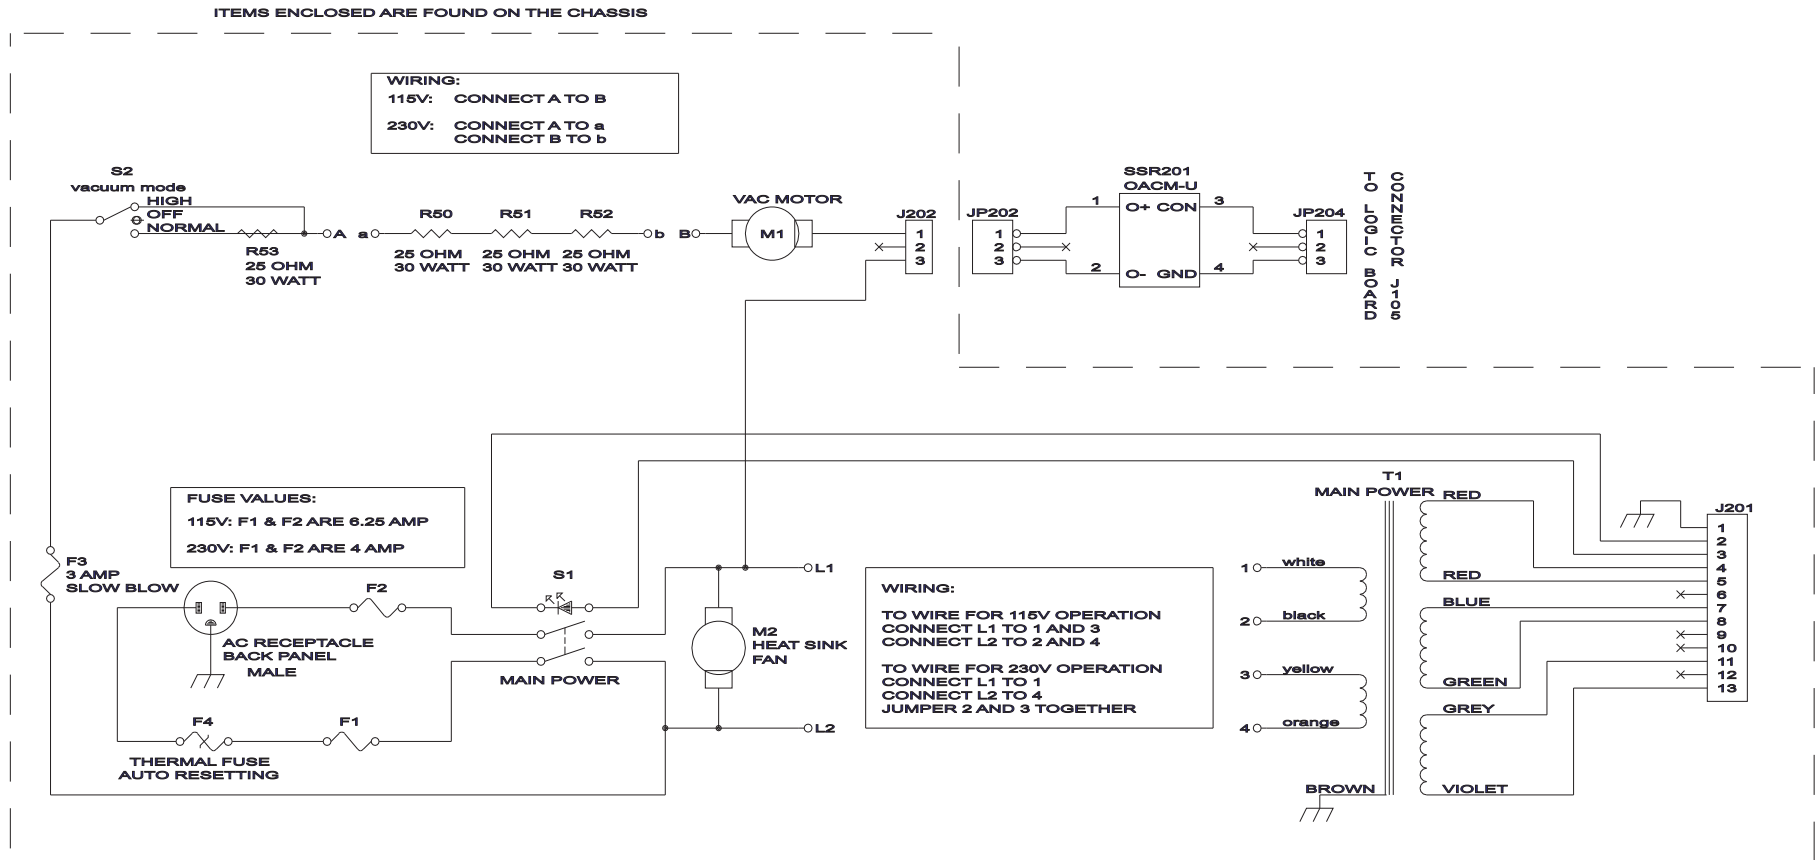 ITEMS ENCLOSED ARE FOUND ON THE CHASSIS
WIRING:
115V: CONNECT A TO B
230V: CONNECT A TO a
CONNECT B TO b
S2
vacuum mode
HIGH
OFF
NORMAL
R53
25 OHM
30 WATT
A
a
R50
25 OHM
30 WATT
R51
25 OHM
30 WATT
R52
25 OHM
30 WATT
b
B
VAC MOTOR
M1
J202
1
2
3
JP202
1
2
3
SSR201
OACM-U
1
O+ CON
3
2
O- GND
4
JP204
1
2
3
TO LOGIC BOARD
CONNECTOR J105
FUSE VALUES:
115V: F1 & F2 ARE 6.25 AMP
230V: F1 & F2 ARE 4 AMP
F3
3 AMP
SLOW BLOW
F2
AC RECEPTACLE
BACK PANEL
MALE
F4
THERMAL FUSE
AUTO RESETTING
F1
S1
MAIN POWER
L1
M2
HEAT SINK
FAN
L2
WIRING:
TO WIRE FOR 115V OPERATION
CONNECT L1 TO 1 AND 3
CONNECT L2 TO 2 AND 4
TO WIRE FOR 230V OPERATION
CONNECT L1 TO 1
CONNECT L2 TO 4
JUMPER 2 AND 3 TOGETHER
1 white
2 black
3 yellow
4 orange
BROWN
T1
MAIN POWER
RED
RED
BLUE
GREEN
GREY
VIOLET
J201
1
2
3
4
5
6
7
8
9
10
11
12
13